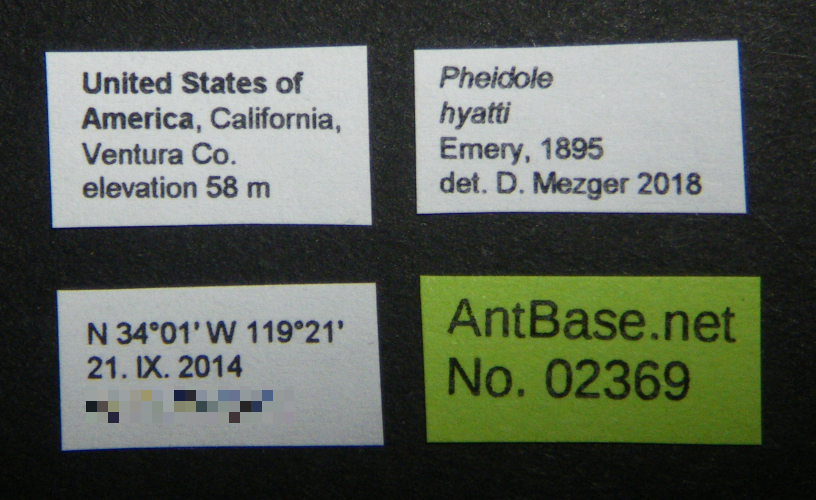 United States of
America, California,
Ventura Co.
elevation 58 m
Pheidole
hyatti
Emery, 1895
det. D. Mezger 2018
N 34°01' W 119°21'
21. IX. 2014
AntBase.net
No. 02369